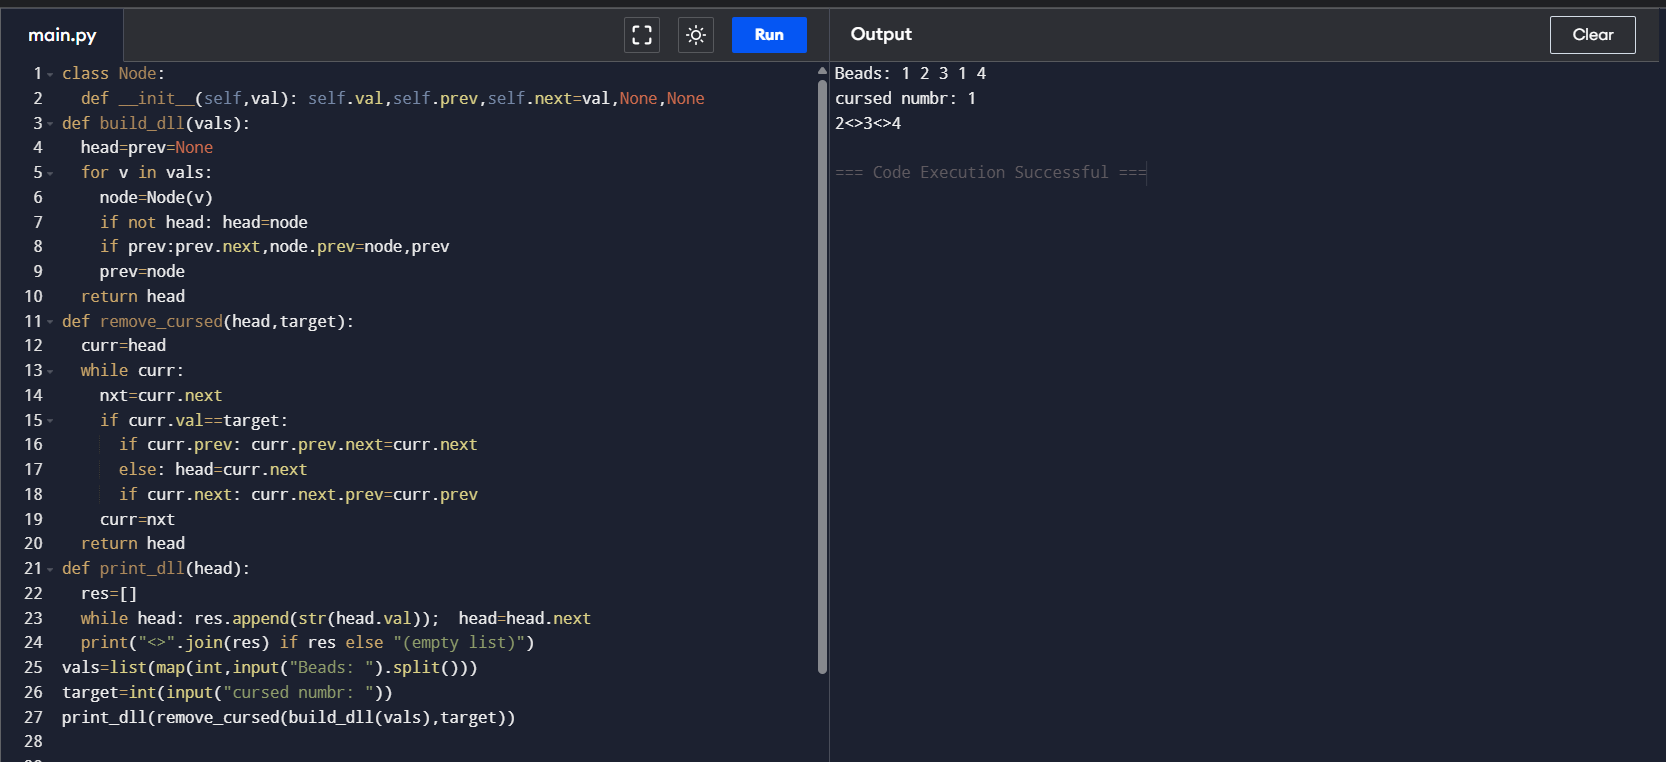 main.py
Run
Output
Clear
1 class Node:
2   def __init__(self,val): self.val,self.prev,self.next=val,None,None
3 def build_dll(vals):
4   head=prev=None
5   for v in vals:
6     node=Node(v)
7     if not head: head=node
8     if prev:prev.next,node.prev=node,prev
9     prev=node
10   return head
11 def remove_cursed(head,target):
12   curr=head
13   while curr:
14     nxt=curr.next
15     if curr.val==target:
16       if curr.prev: curr.prev.next=curr.next
17       else: head=curr.next
18       if curr.next: curr.next.prev=curr.prev
19     curr=nxt
20   return head
21 def print_dll(head):
22   res=[]
23   while head: res.append(str(head.val));  head=head.next
24   print("<>".join(res) if res else "(empty list)")
25 vals=list(map(int,input("Beads: ").split()))
26 target=int(input("cursed numbr: "))
27 print_dll(remove_cursed(build_dll(vals),target))
28
Beads: 1 2 3 1 4
cursed numbr: 1
2<>3<>4
=== Code Execution Successful ===